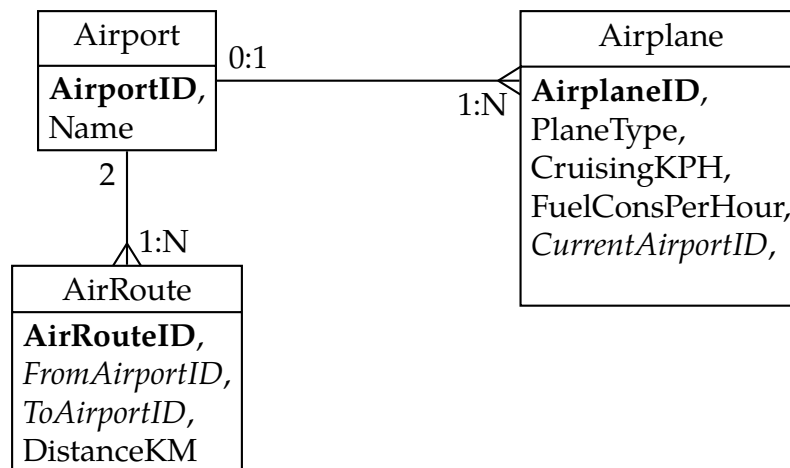 Airport
AirportID,
Name
0:1
1:N
Airplane
AirplaneID,
PlaneType,
CruisingKPH,
FuelConsPerHour,
CurrentAirportID,
2
1:N
AirRoute
AirRouteID,
FromAirportID,
ToAirportID,
DistanceKM